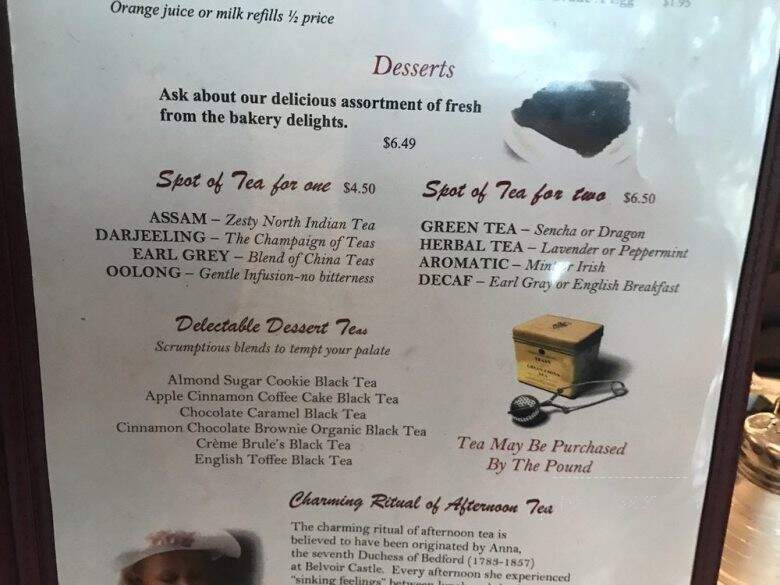 Orange juice or milk refills ½ price
$1.95
Desserts
Ask about our delicious assortment of fresh
from the bakery delights.
$6.49
Spot of Tea for one $4.50
ASSAM – Zesty North Indian Tea
DARJEELING – The Champaign of Teas
EARL GREY – Blend of China Teas
OOLONG – Gentle Infusion-no bitterness
Spot of Tea for two $6.50
GREEN TEA – Sencha or Dragon
HERBAL TEA – Lavender or Peppermint
AROMATIC – Mint or Irish
DECAF – Earl Gray or English Breakfast
Delectable Dessert Teas
Scrumptious blends to tempt your palate
Almond Sugar Cookie Black Tea
Apple Cinnamon Coffee Cake Black Tea
Chocolate Caramel Black Tea
Cinnamon Chocolate Brownie Organic Black Tea
Crème Brule's Black Tea
English Toffee Black Tea
Tea May Be Purchased
By The Pound
Charming Ritual of Afternoon Tea
The charming ritual of afternoon tea is
believed to have been originated by Anna,
the seventh Duchess of Bedford (1783-1857)
at Belvoir Castle. Every afternoon she experienced
"sinking feelings" between